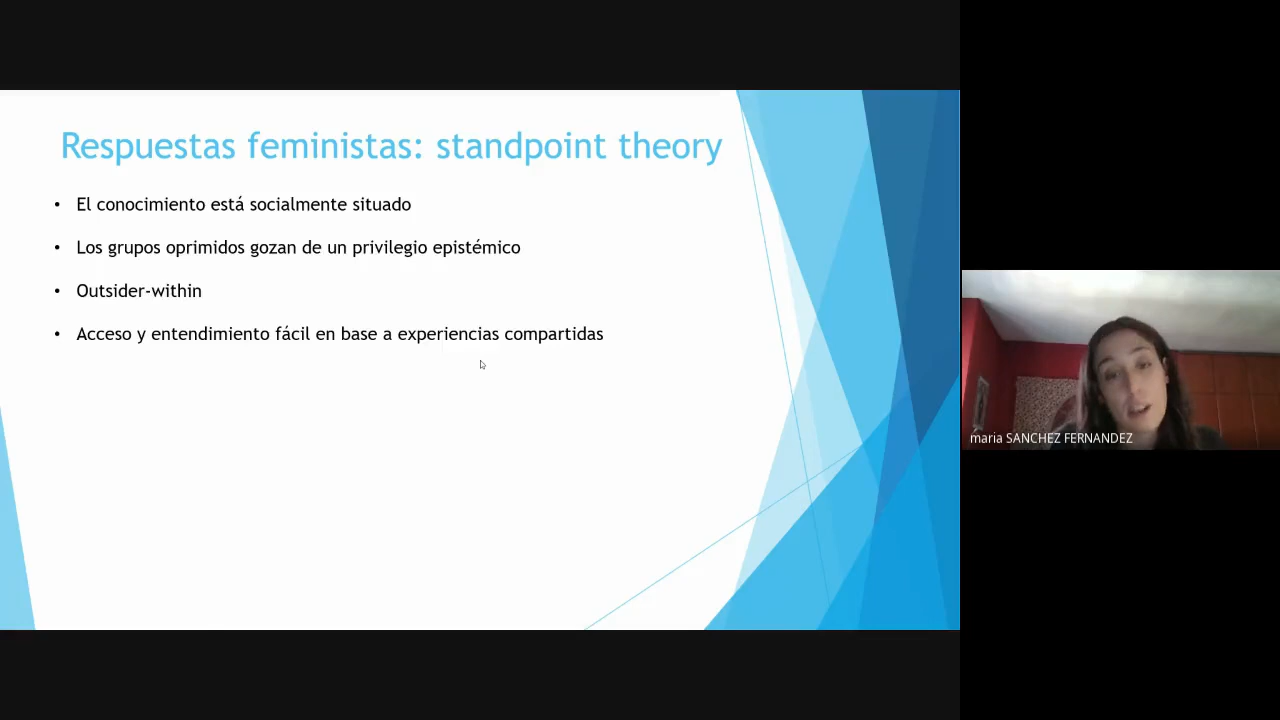 Respuestas feministas: standpoint theory
• El conocimiento está socialmente situado
• Los grupos oprimidos gozan de un privilegio epistémico
• Outsider-within
• Acceso y entendimiento fácil en base a experiencias compartidas
maria SANCHEZ FERNANDEZ